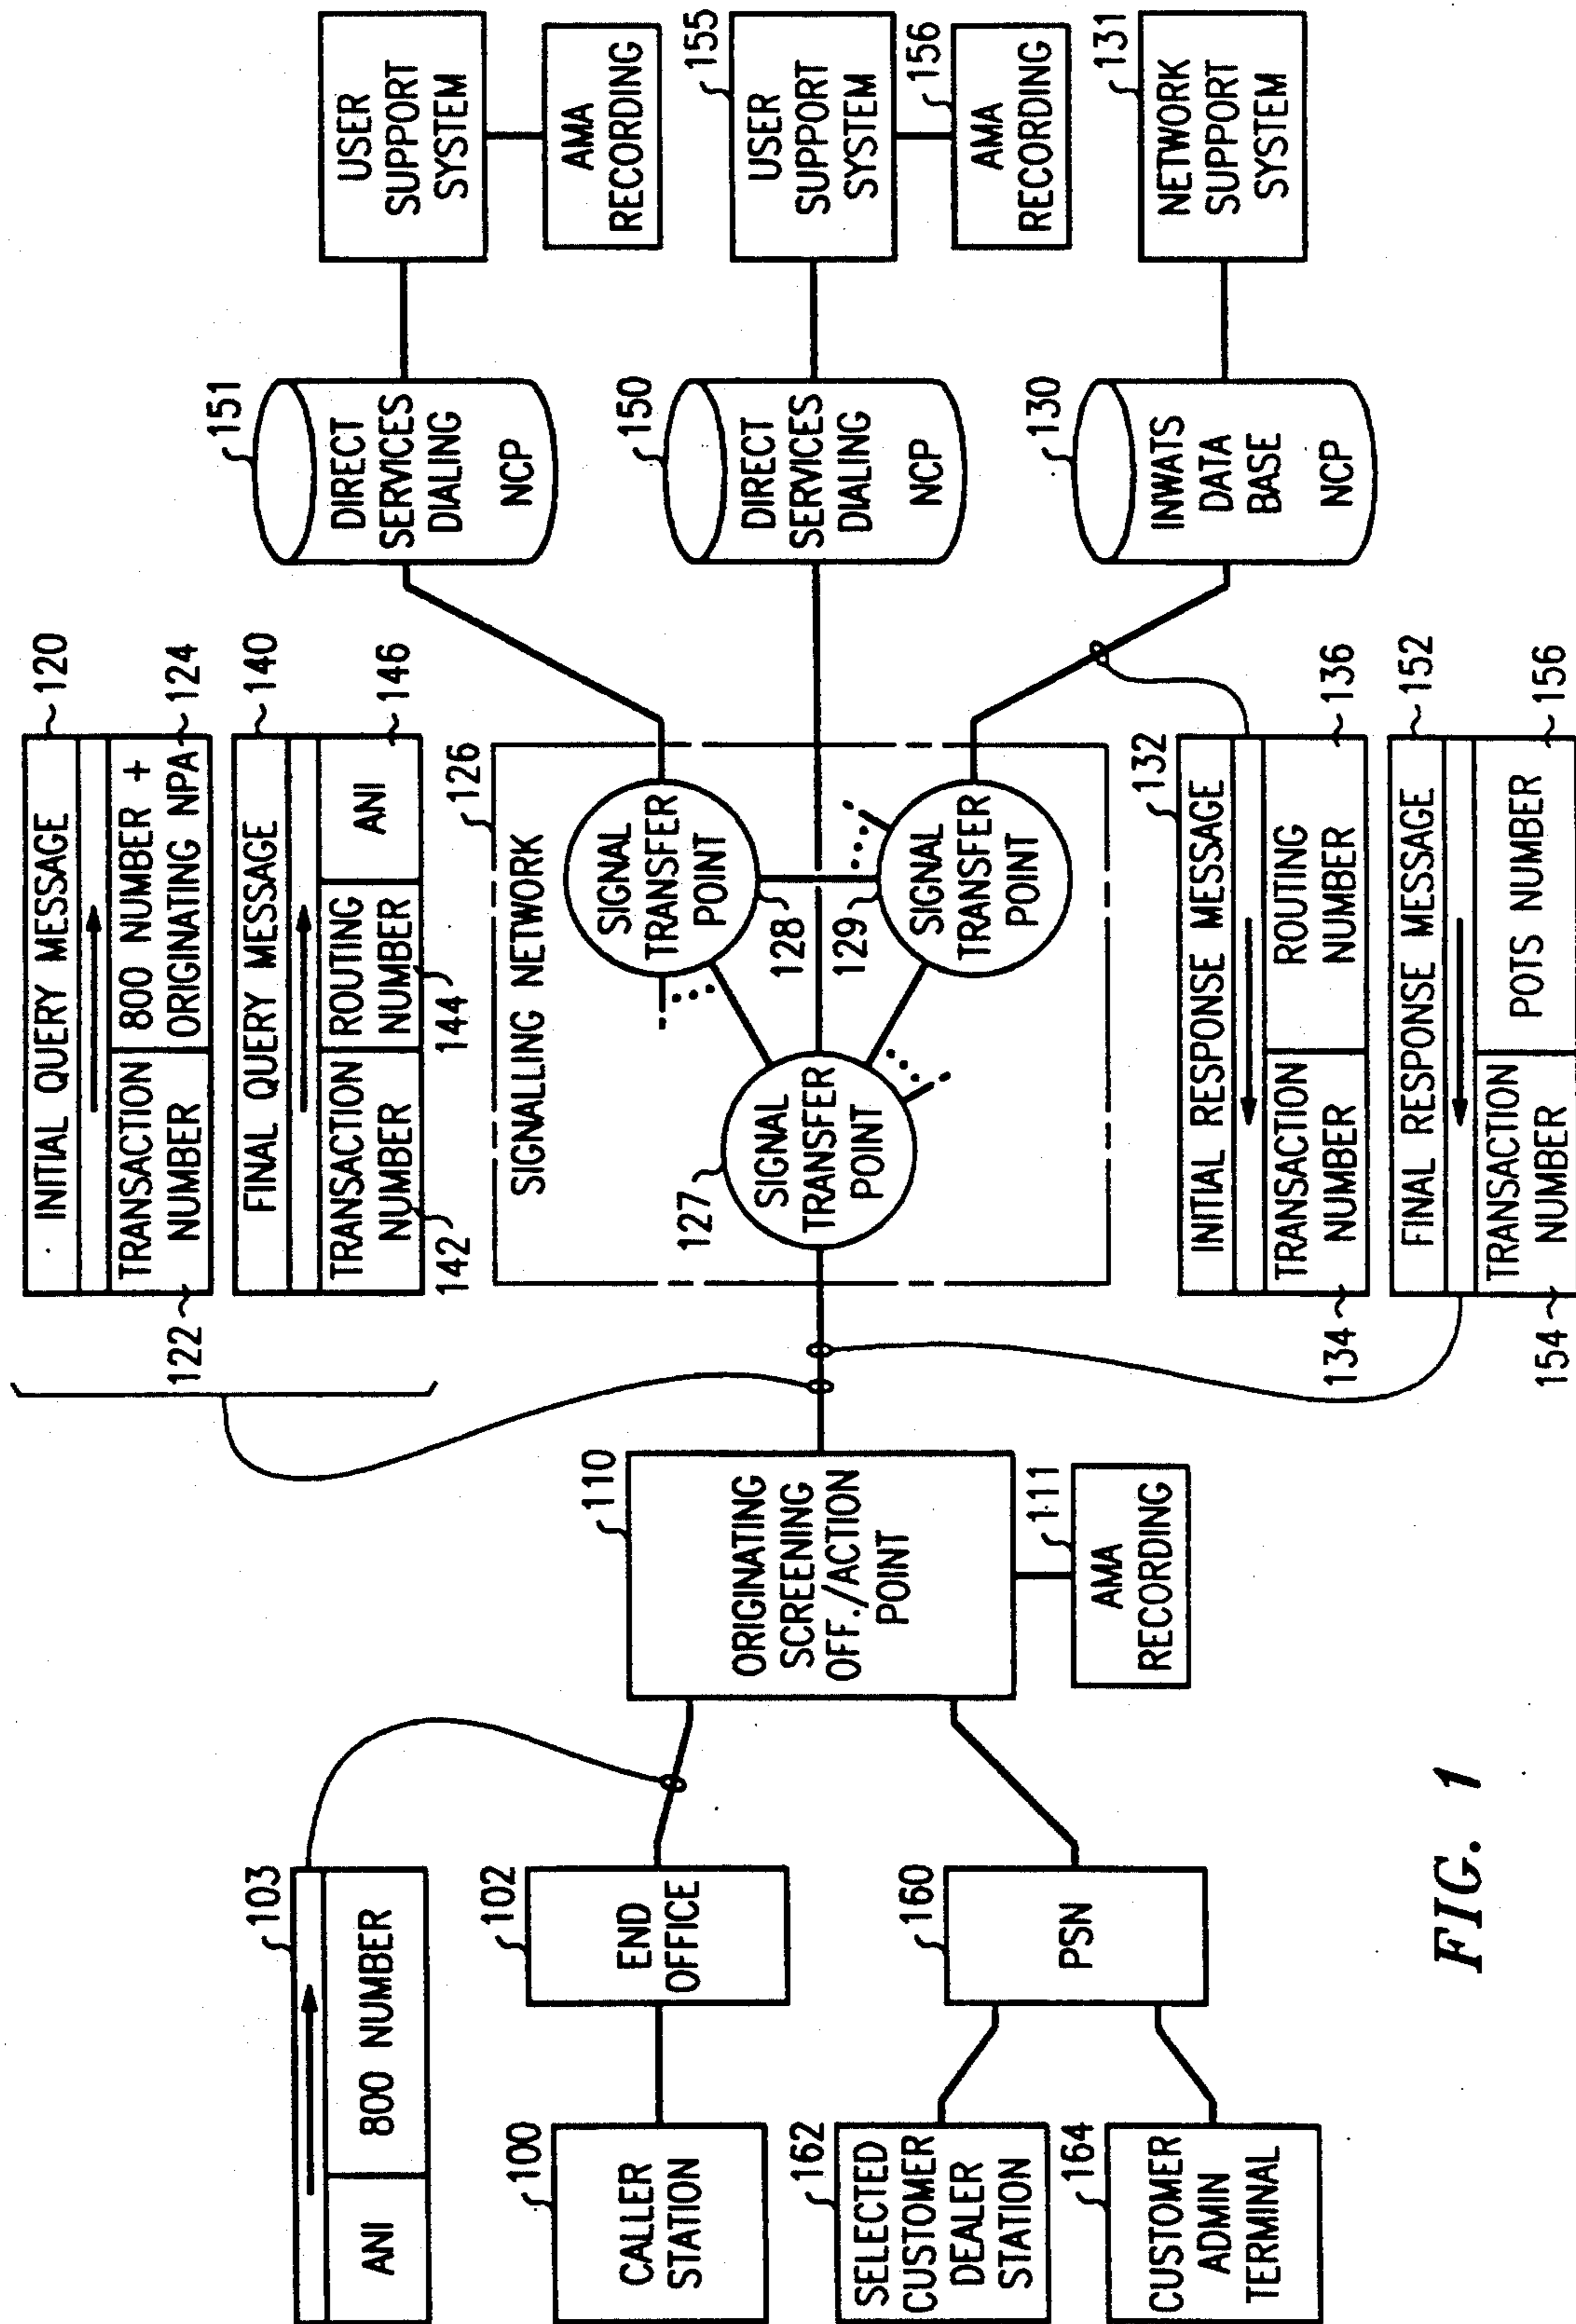 103
ANI
800 NUMBER
100
CALLER
STATION
102
END
OFFICE
162
SELECTED
CUSTOMER
DEALER
STATION
164
CUSTOMER
ADMIN
TERMINAL
160
PSN
110
ORIGINATING
SCREENING
OFF./ACTION
POINT
111
AMA
RECORDING
INITIAL QUERY MESSAGE
120
TRANSACTION
NUMBER
800 NUMBER +
ORIGINATING NPA
122
124
FINAL QUERY MESSAGE
140
TRANSACTION
NUMBER
ROUTING
NUMBER
ANI
142
144
146
SIGNALLING NETWORK
126
SIGNAL
TRANSFER
POINT
127
SIGNAL
TRANSFER
POINT
128
SIGNAL
TRANSFER
POINT
129
INITIAL RESPONSE MESSAGE
132
TRANSACTION
NUMBER
ROUTING
NUMBER
134
136
FINAL RESPONSE MESSAGE
152
TRANSACTION
NUMBER
POTS NUMBER
154
156
151
DIRECT
SERVICES
DIALING
NCP
150
DIRECT
SERVICES
DIALING
NCP
130
INWATS
DATA
BASE
NCP
USER
SUPPORT
SYSTEM
AMA
RECORDING
155
USER
SUPPORT
SYSTEM
156
AMA
RECORDING
131
NETWORK
SUPPORT
SYSTEM
FIG. 1